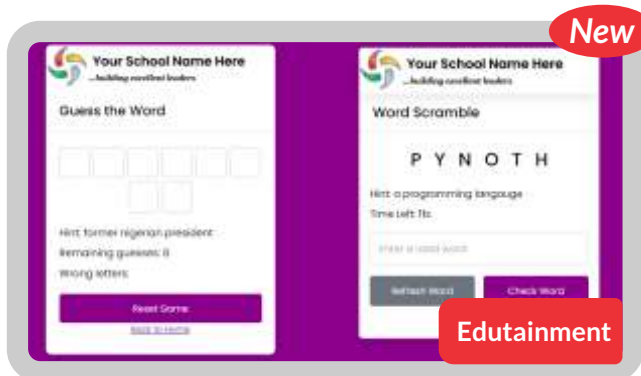 New
Your School Name Here
...building excellent leaders
Guess the Word
Hint: former nigerian president
Remaining guesses: 8
Wrong letters:
Reset Game
Back to Home
Your School Name Here
...building excellent leaders
Word Scramble
P Y N O T H
Hint: a programming langauge
Time Left: 11s
Enter a valid word
Refresh Word
Check Word
Edutainment